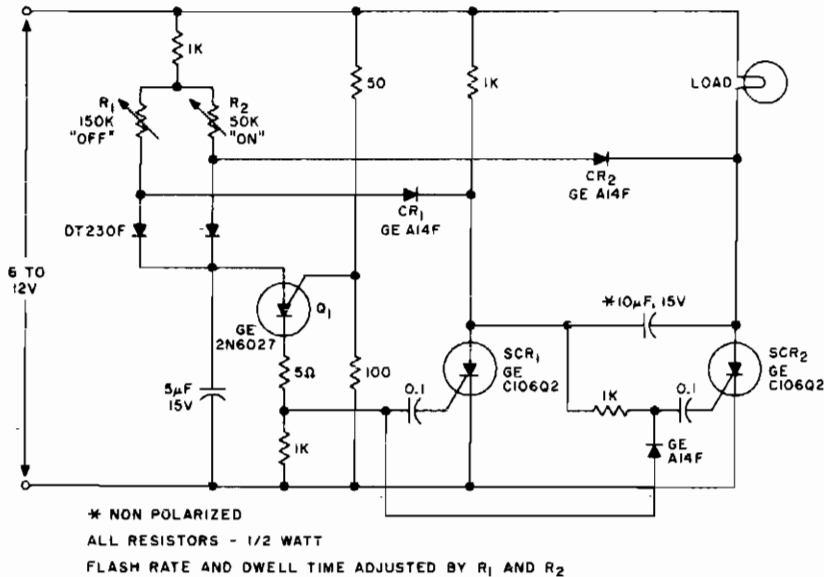 1K
R1
150K
"OFF"
R2
50K
"ON"
50
1K
LOAD
CR2
GE A14F
CR1
GE A14F
DT230F
6 TO
12V
Q1
GE
2N6027
*10µF, 15V
SCR1
GE
C106Q2
SCR2
GE
C106Q2
5Ω
100
0.1
1K
0.1
5µF
15V
1K
GE
A14F
* NON POLARIZED
ALL RESISTORS - 1/2 WATT
FLASH RATE AND DWELL TIME ADJUSTED BY R1 AND R2